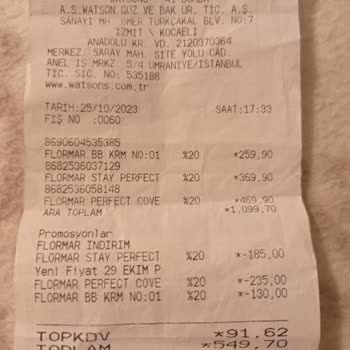 A.S.WATSON GÜZ VE BAK ÜR. TİC. A.Ş.
SANAYİ MH. ÖMER TÜRKÇAKAL BLV. NO:7
İZMİT \ KOCAELİ
ANADOLU KR. VD. 2120970364
MERKEZ: SARAY MAH. SİTE YOLU CAD.
ANEL İŞ MRKZ. 5/4 ÜMRANİYE/İSTANBUL
TİC. SİC. NO: 535188
www.watsons.com.tr
TARİH:25/10/2023 SAAT:17:33
FİŞ NO :0060
8690604535385
FLORMAR BB KRM NO:01 %20 *259,90
8682536037129
FLORMAR STAY PERFECT %20 *369,90
8682536058148
FLORMAR PERFECT COVE %20 *469,90
ARA TOPLAM *1.099,70
Promosyonlar
FLORMAR İNDİRİM
FLORMAR STAY PERFECT %20 *-185,00
Yeni Fiyat 29 EKİM P
FLORMAR PERFECT COVE %20 *-235,00
FLORMAR BB KRM NO:01 %20 *-130,00
TOPKDV *91,62
TOPLAM *549,70